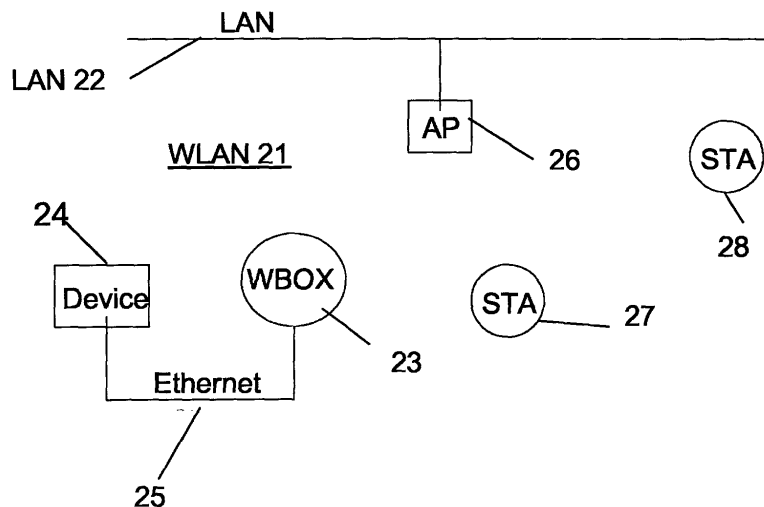 LAN
LAN 22
AP
WLAN 21
26
STA
28
24
Device
WBOX
STA
27
23
Ethernet
25